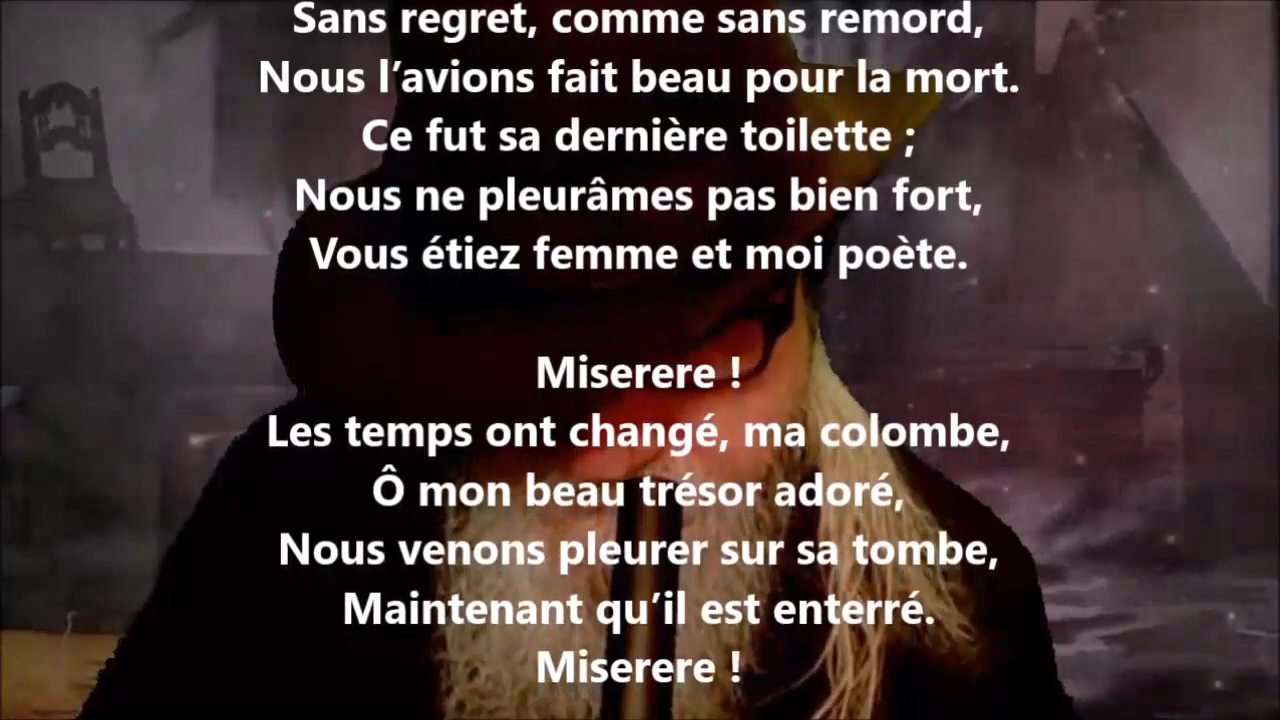 Sans regret, comme sans remord,
Nous l’avions fait beau pour la mort.
Ce fut sa dernière toilette ;
Nous ne pleurâmes pas bien fort,
Vous étiez femme et moi poète.
Miserere !
Les temps ont changé, ma colombe,
Ô mon beau trésor adoré,
Nous venons pleurer sur sa tombe,
Maintenant qu’il est enterré.
Miserere !